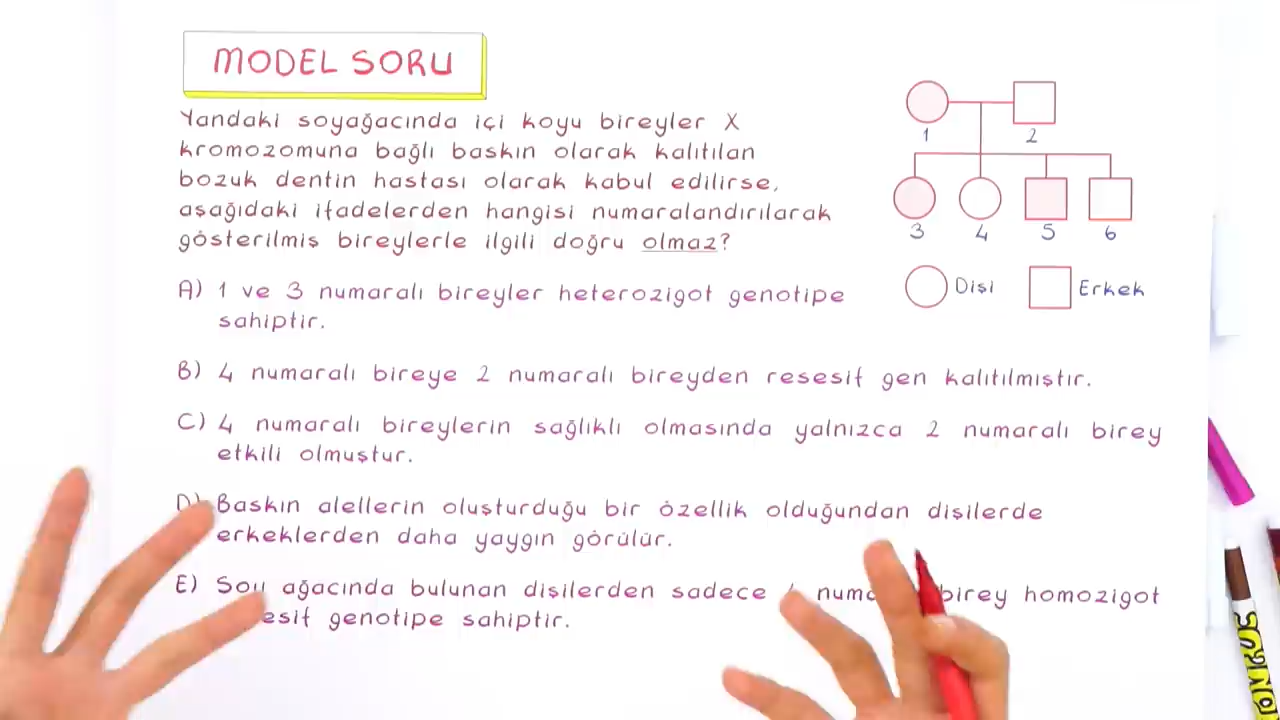 MODEL SORU
Yandaki soyağacında içi koyu bireyler X
kromozomuna bağlı baskın olarak kalıtılan
bozuk dentin hastası olarak kabul edilirse,
aşağıdaki ifadelerden hangisi numaralandırılarak
gösterilmiş bireylerle ilgili doğru olmaz?
1
2
3
4
5
6
Dişi
Erkek
A) 1 ve 3 numaralı bireyler heterozigot genotipe
sahiptir.
B) 4 numaralı bireye 2 numaralı bireyden resesif gen kalıtılmıştır.
C) 4 numaralı bireylerin sağlıklı olmasında yalnızca 2 numaralı birey
etkili olmuştur.
D) Baskın alellerin oluşturduğu bir özellik olduğundan dişilerde
erkeklerden daha yaygın görülür.
E) Soy ağacında bulunan dişilerden sadece birey homozigot
genotipe sahiptir.